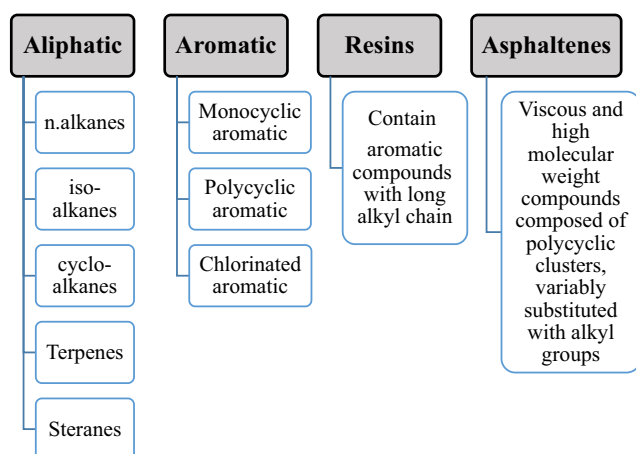 Aliphatic
n.alkanes
iso-
alkanes
cyclo-
alkanes
Terpenes
Steranes
Aromatic
Monocyclic
aromatic
Polycyclic
aromatic
Chlorinated
aromatic
Resins
Contain
aromatic
compounds
with long
alkyl chain
Asphaltenes
Viscous and
high
molecular
weight
compounds
composed of
polycyclic
clusters,
variably
substituted
with alkyl
groups